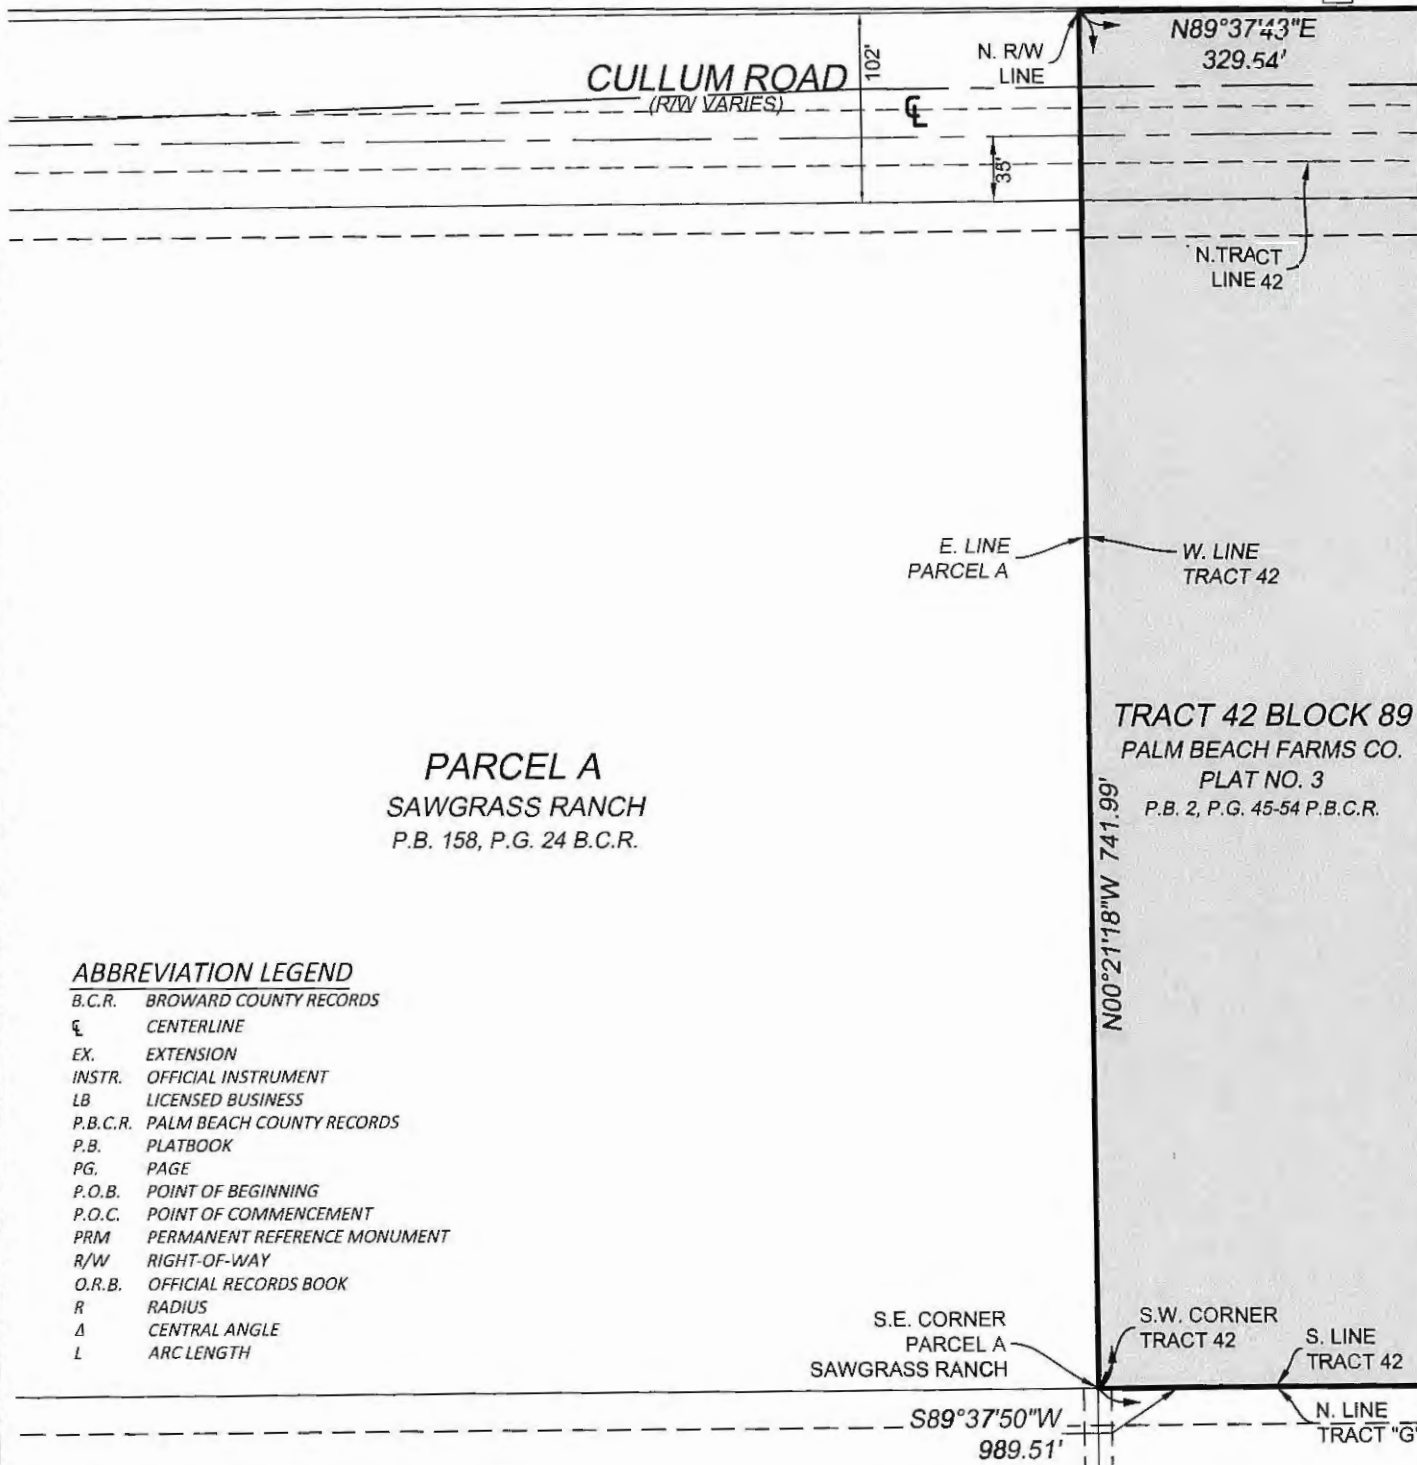 N89°37'43"E
329.54'
N. R/W
LINE
102'
CULLUM ROAD
(R/W VARIES)
℄
35'
N.TRACT
LINE 42
E. LINE
PARCEL A
W. LINE
TRACT 42
TRACT 42 BLOCK 89
PALM BEACH FARMS CO.
PLAT NO. 3
P.B. 2, P.G. 45-54 P.B.C.R.
PARCEL A
SAWGRASS RANCH
P.B. 158, P.G. 24 B.C.R.
N00°21'18"W 741.99'
ABBREVIATION LEGEND
B.C.R. BROWARD COUNTY RECORDS
℄ CENTERLINE
EX. EXTENSION
INSTR. OFFICIAL INSTRUMENT
LB LICENSED BUSINESS
P.B.C.R. PALM BEACH COUNTY RECORDS
P.B. PLATBOOK
PG. PAGE
P.O.B. POINT OF BEGINNING
P.O.C. POINT OF COMMENCEMENT
PRM PERMANENT REFERENCE MONUMENT
R/W RIGHT-OF-WAY
O.R.B. OFFICIAL RECORDS BOOK
R RADIUS
Δ CENTRAL ANGLE
L ARC LENGTH
S.E. CORNER
PARCEL A
SAWGRASS RANCH
S.W. CORNER
TRACT 42
S. LINE
TRACT 42
S89°37'50"W
989.51'
N. LINE
TRACT "G"